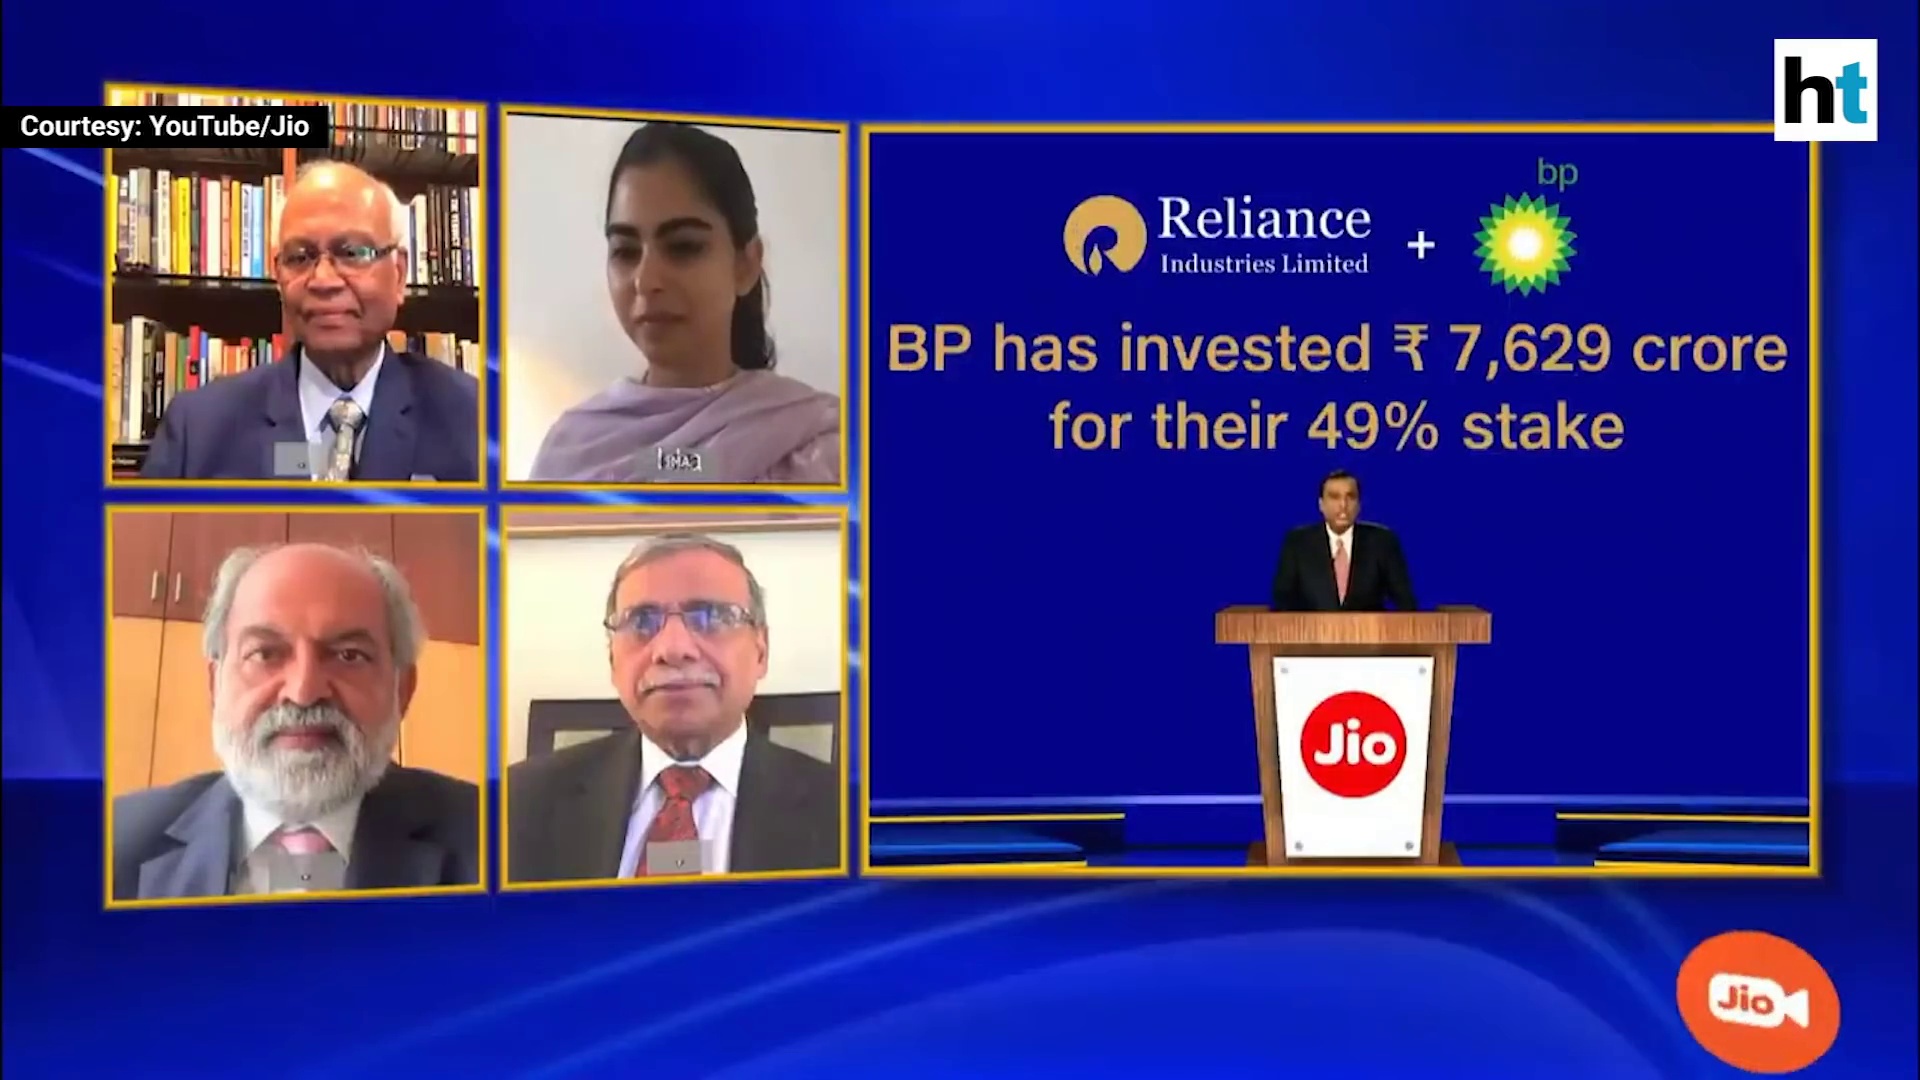 ht
Courtesy: YouTube/Jio
bp
Reliance
Industries Limited
+
BP has invested ₹ 7,629 crore
for their 49% stake
Jio
Jio